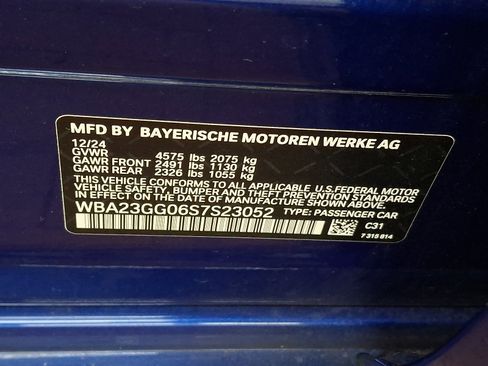 MFD BY BAYERISCHE MOTOREN WERKE AG
12/24
GVWR 4575 lbs 2075 kg
GAWR FRONT 2491 lbs 1130 kg
GAWR REAR 2326 lbs 1055 kg
THIS VEHICLE CONFORMS TO ALL APPLICABLE U.S.FEDERAL MOTOR
VEHICLE SAFETY, BUMPER AND THEFT PREVENTION STANDARDS
IN EFFECT ON THE DATE OF MANUFACTURE SHOWN ABOVE.
WBA23GG06S7S23052 TYPE: PASSENGER CAR
C31
7 315 814